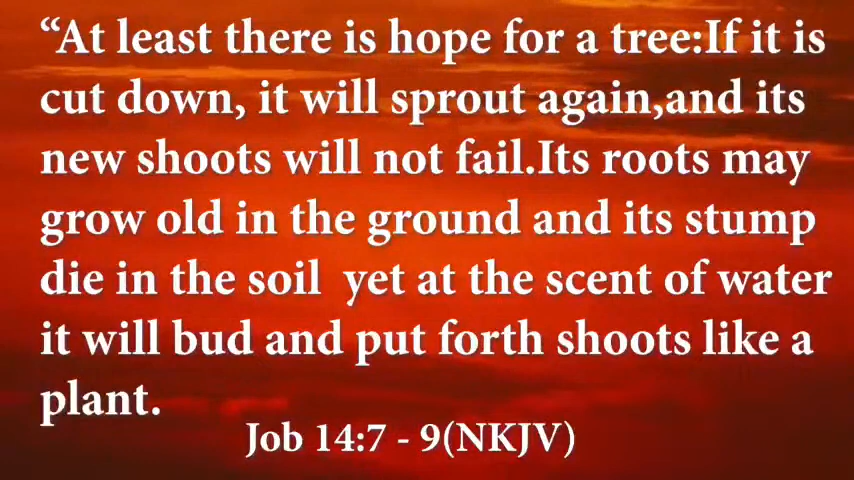 “At least there is hope for a tree:If it is
cut down, it will sprout again,and its
new shoots will not fail.Its roots may
grow old in the ground and its stump
die in the soil  yet at the scent of water
it will bud and put forth shoots like a
plant.
Job 14:7 - 9(NKJV)